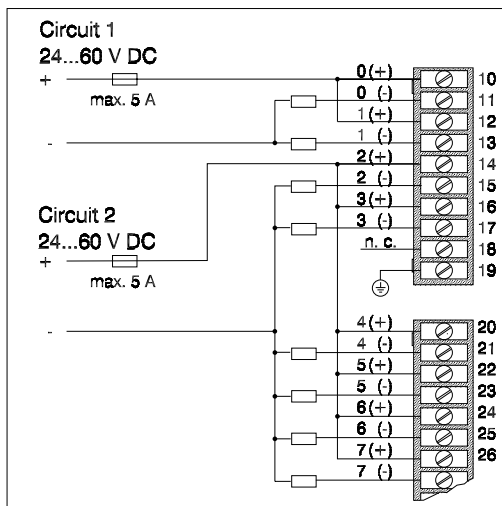 Circuit 1
24...60 V DC
+
max. 5 A
-
Circuit 2
24...60 V DC
+
max. 5 A
-
0 (+) 10
0 (-) 11
1 (+) 12
1 (-) 13
2 (+) 14
2 (-) 15
3 (+) 16
3 (-) 17
n. c. 18
19
4 (+) 20
4 (-) 21
5 (+) 22
5 (-) 23
6 (+) 24
6 (-) 25
7 (+) 26
7 (-)